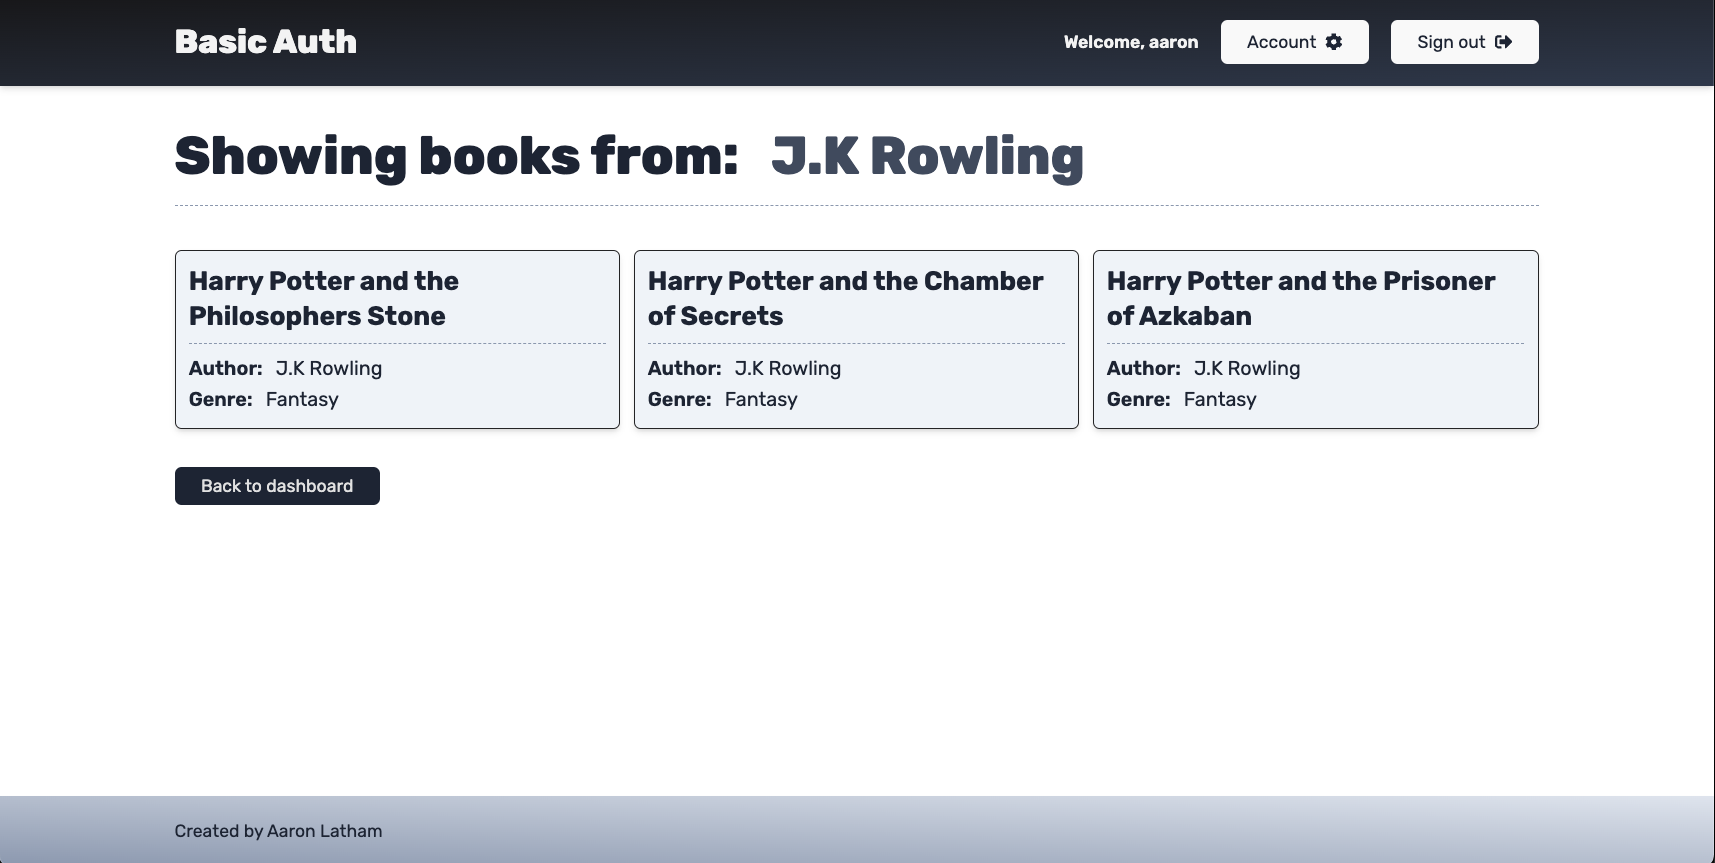 Basic Auth
Welcome, aaron
Account
Sign out
Showing books from: J.K Rowling
Harry Potter and the
Philosophers Stone
Author: J.K Rowling
Genre: Fantasy
Harry Potter and the Chamber
of Secrets
Author: J.K Rowling
Genre: Fantasy
Harry Potter and the Prisoner
of Azkaban
Author: J.K Rowling
Genre: Fantasy
Back to dashboard
Created by Aaron Latham